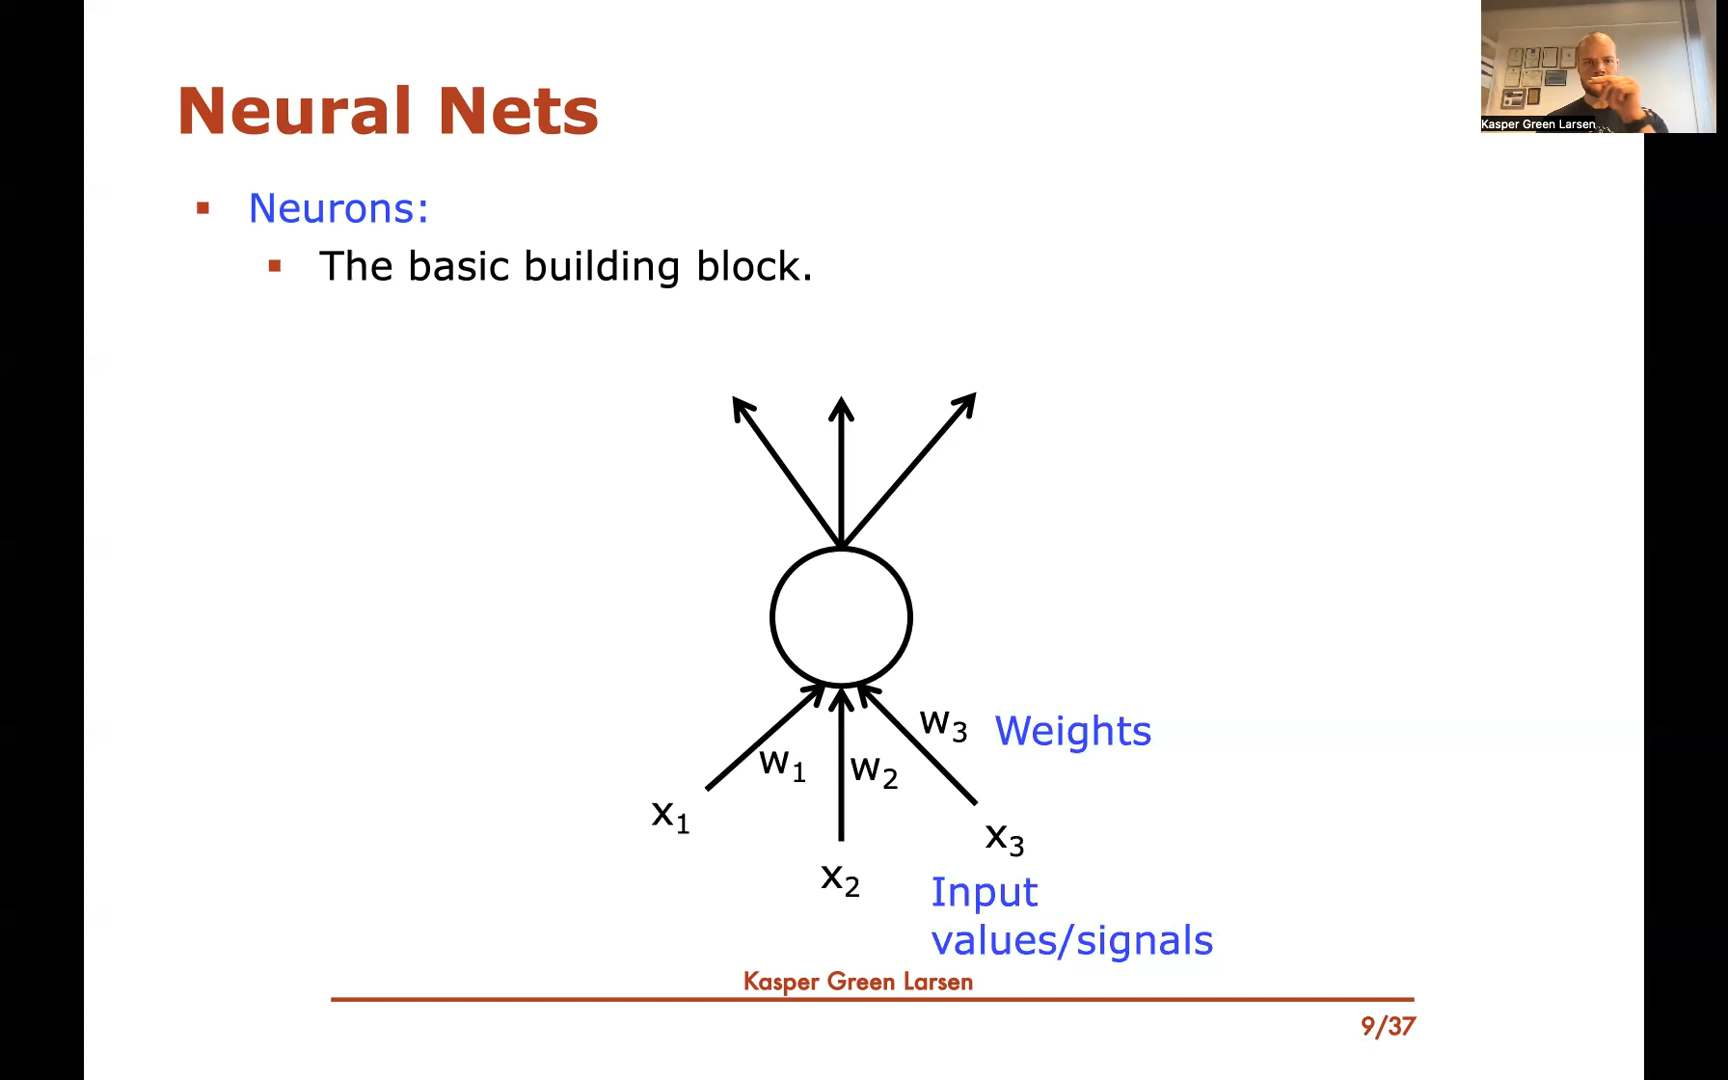 Neural Nets
Kasper Green Larsen
▪ Neurons:
▪ The basic building block.
w₃ Weights
w₁ w₂
x₁
x₃
x₂
Input
values/signals
Kasper Green Larsen
9/37